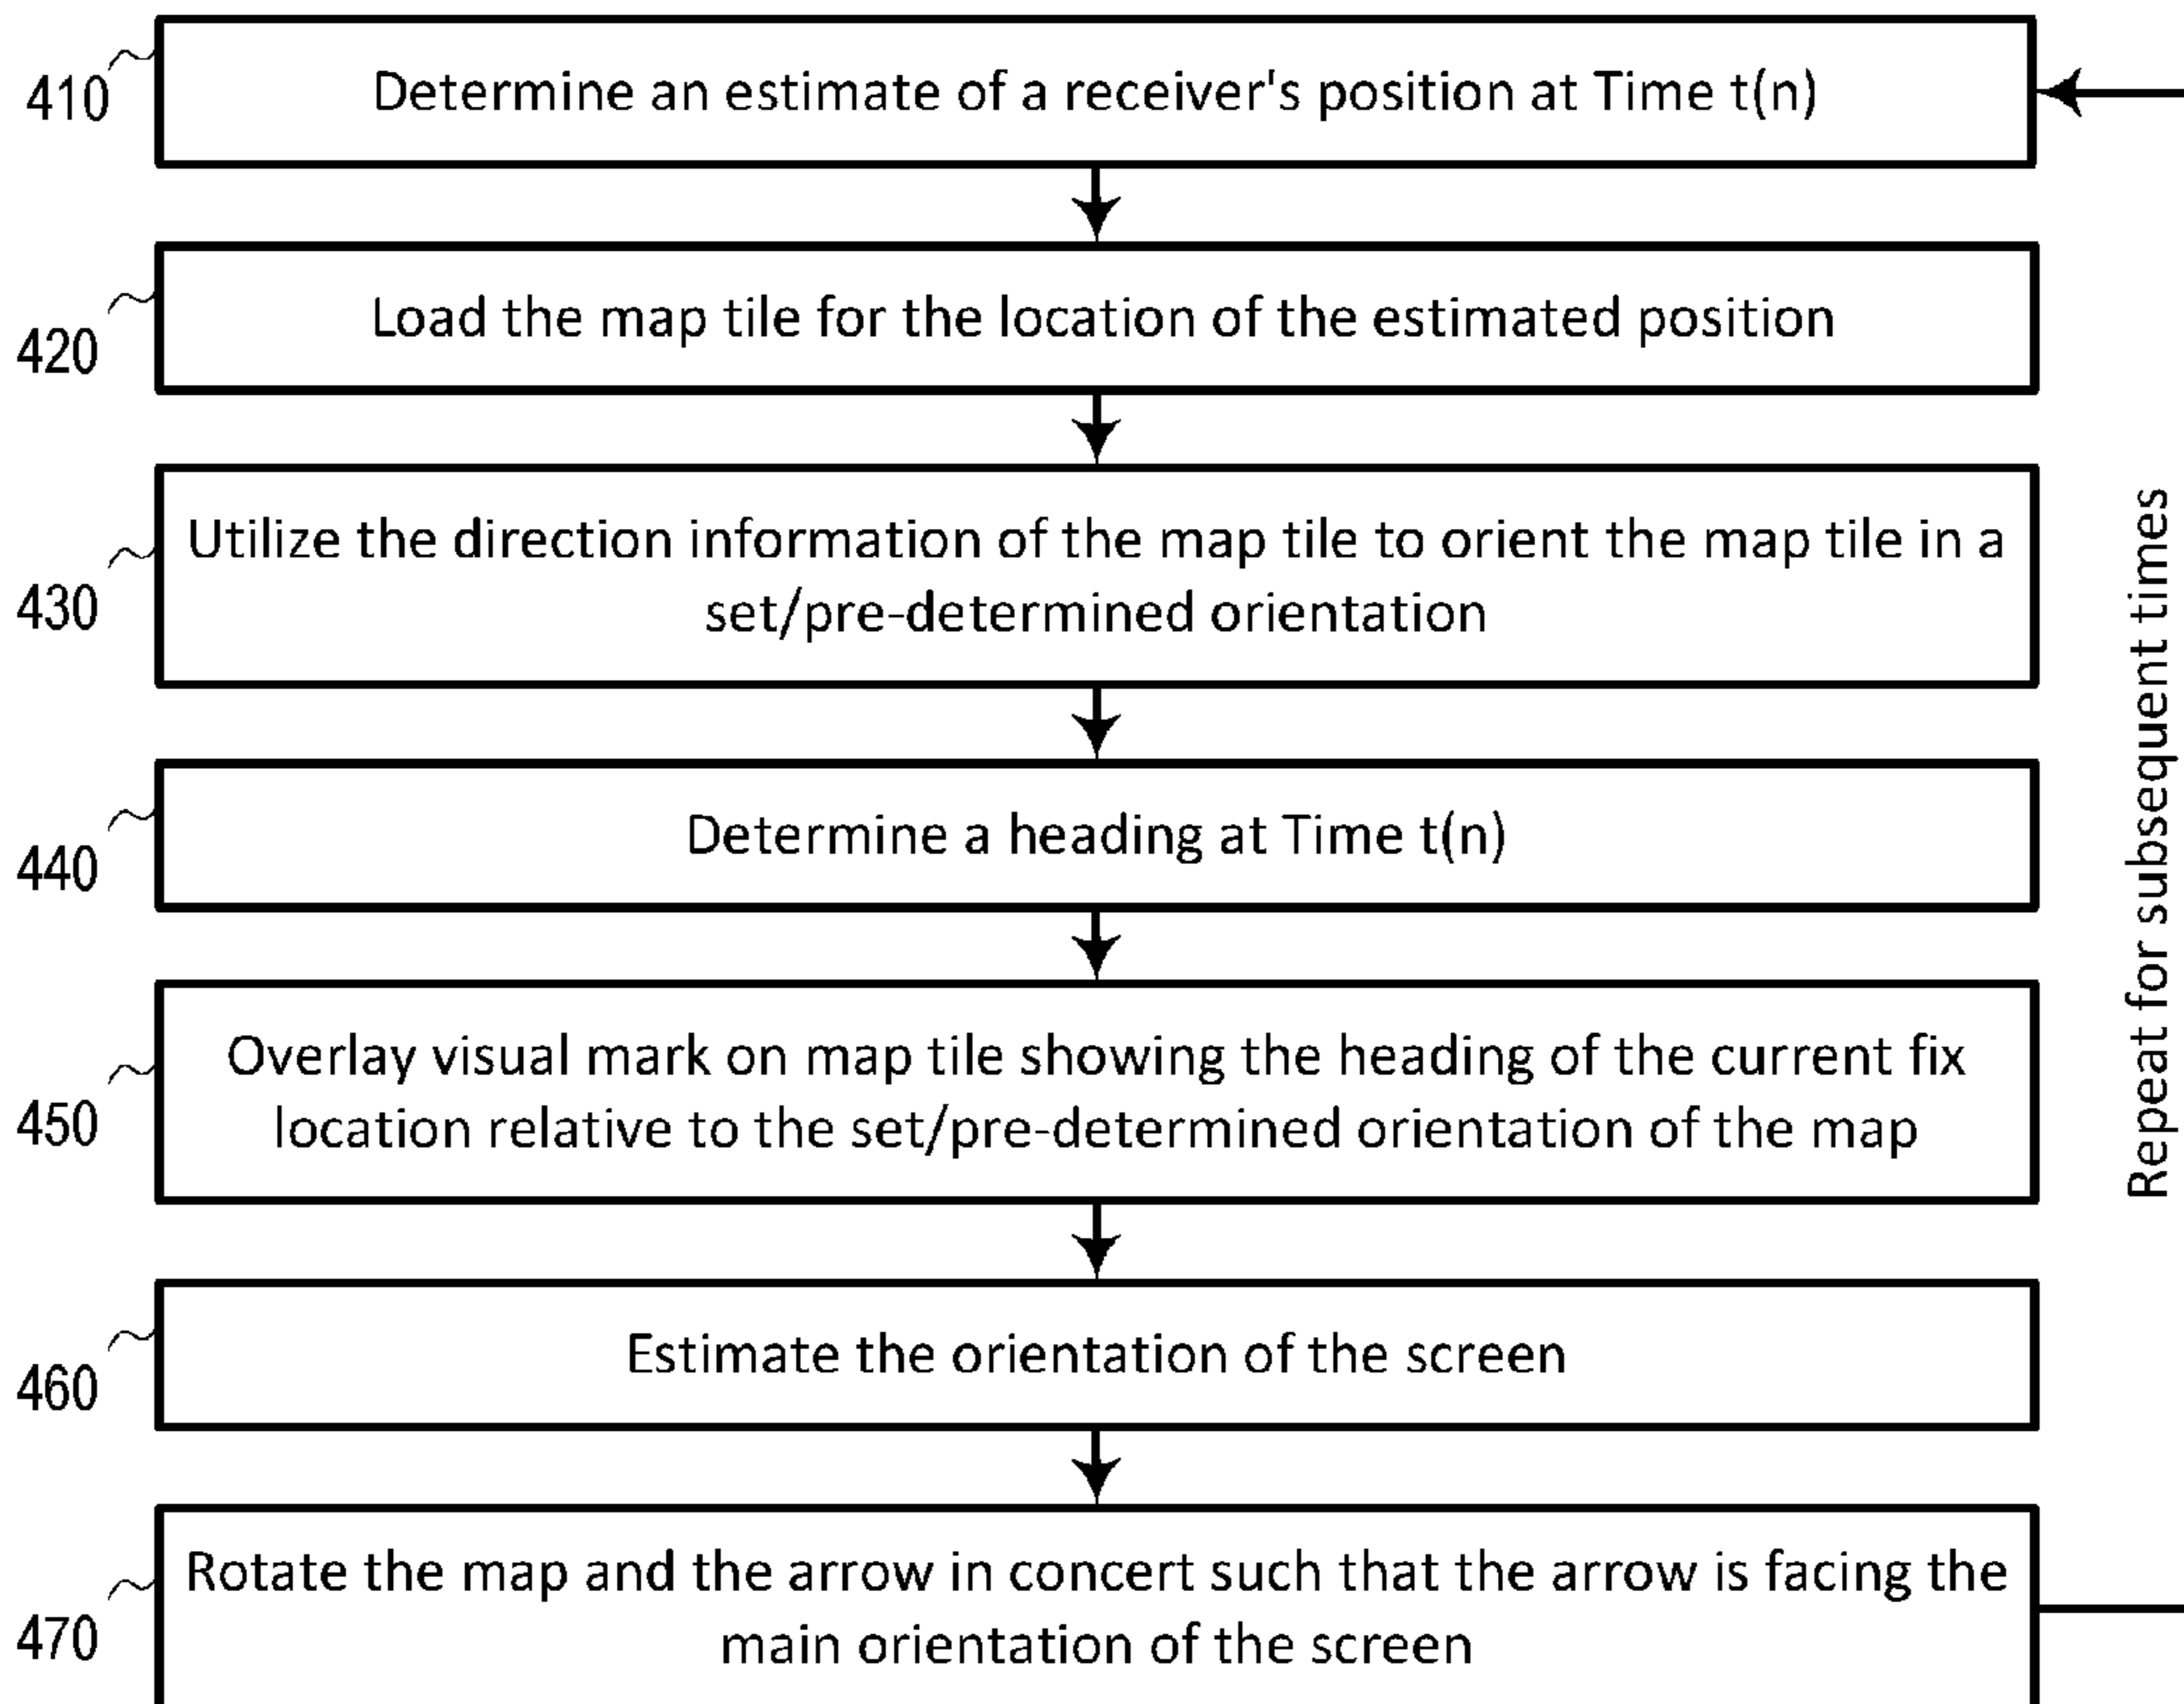 410
Determine an estimate of a receiver's position at Time t(n)
420
Load the map tile for the location of the estimated position
430
Utilize the direction information of the map tile to orient the map tile in a
set/pre-determined orientation
440
Determine a heading at Time t(n)
450
Overlay visual mark on map tile showing the heading of the current fix
location relative to the set/pre-determined orientation of the map
460
Estimate the orientation of the screen
470
Rotate the map and the arrow in concert such that the arrow is facing the
main orientation of the screen
Repeat for subsequent times